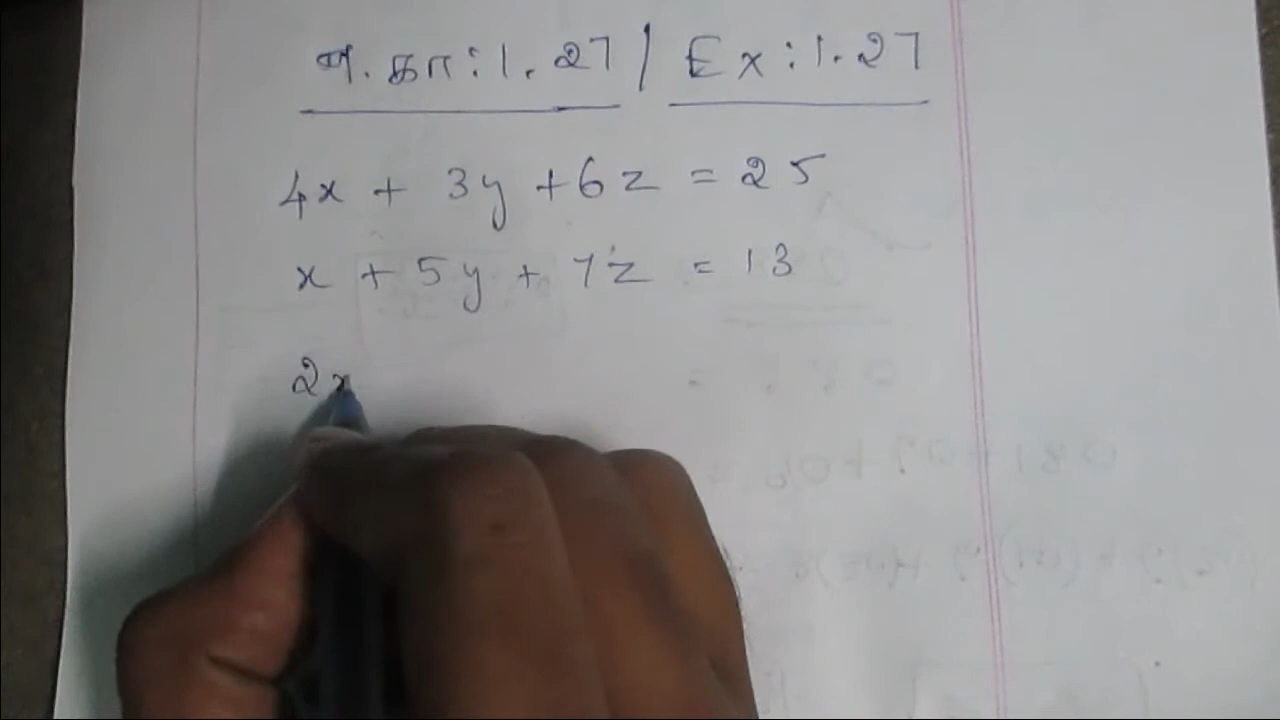 எ.கா:1.27 / Ex:1.27
4x + 3y + 6z = 25
x + 5y + 7z = 13
2x